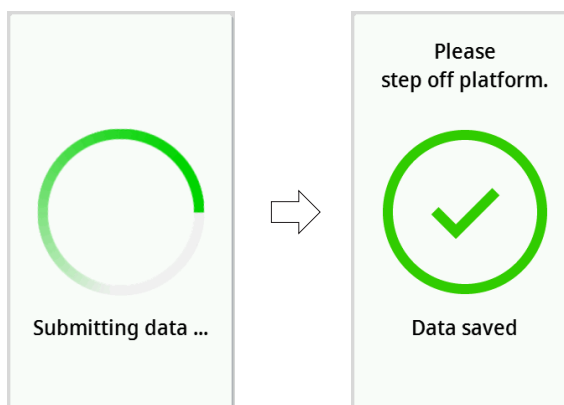 Submitting data ...
Please
step off platform.
Data saved